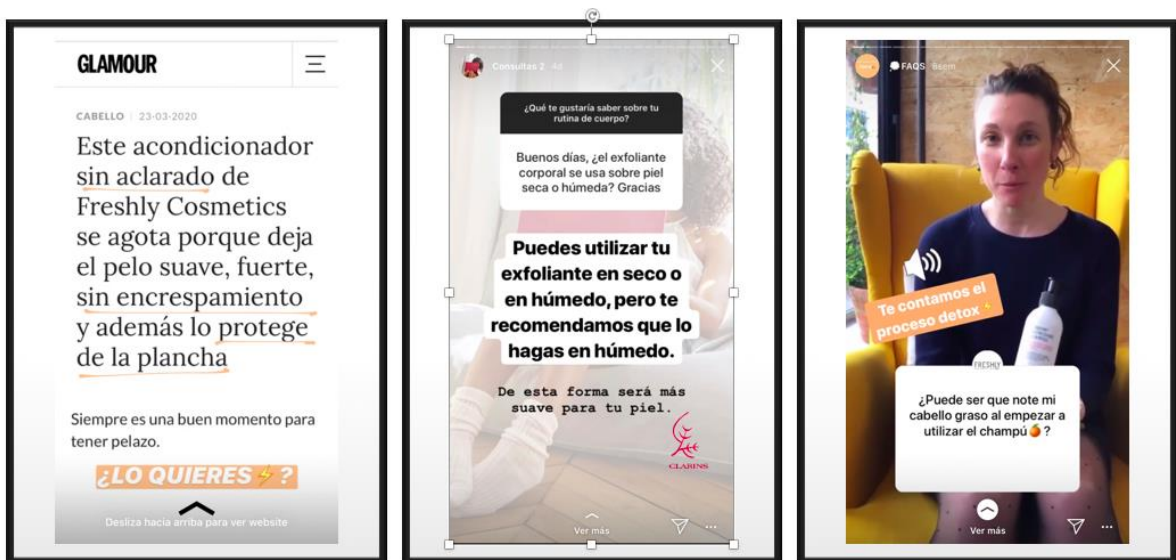 GLAMOUR
CABELLO | 23-03-2020
Este acondicionador
sin aclarado de
Freshly Cosmetics
se agota porque deja
el pelo suave, fuerte,
sin encrespamiento
y además lo protege
de la plancha
Siempre es una buen momento para
tener pelazo.
¿LO QUIERES⚡?
Desliza hacia arriba para ver website
Consultas 2 4d
¿Qué te gustaría saber sobre tu
rutina de cuerpo?
Buenos días, ¿el exfoliante
corporal se usa sobre piel
seca o húmeda? Gracias
Puedes utilizar tu
exfoliante en seco o
en húmedo, pero te
recomendamos que lo
hagas en húmedo.
De esta forma será más
suave para tu piel.
CLARINS
Ver más
💭FAQS 6sem
Te contamos el
proceso detox⚡
FRESHLY
¿Puede ser que note mi
cabello graso al empezar a
utilizar el champú🍊?
Ver más